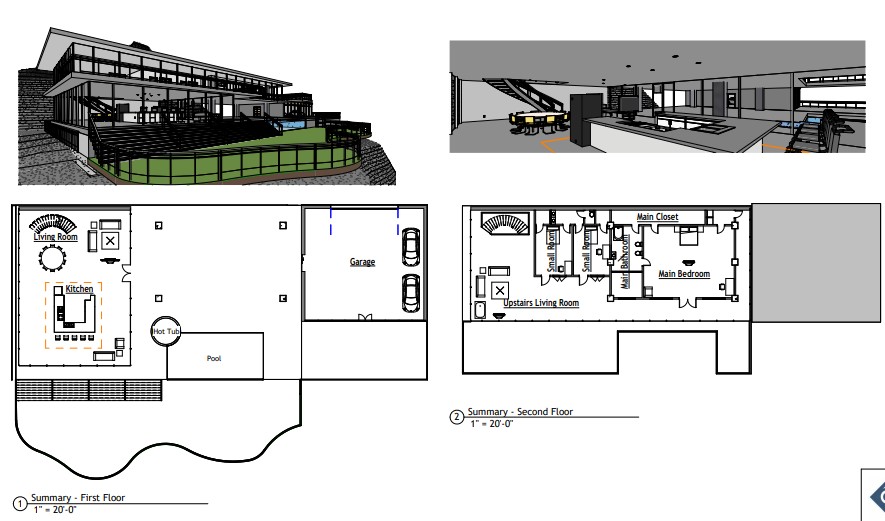 Living Room
Kitchen
Hot Tub
Pool
Garage
1 Summary - First Floor
1" = 20'-0"
Small Room
Small Room
Main Closet
Main Bathroom
Main Bedroom
Upstairs Living Room
2 Summary - Second Floor
1" = 20'-0"